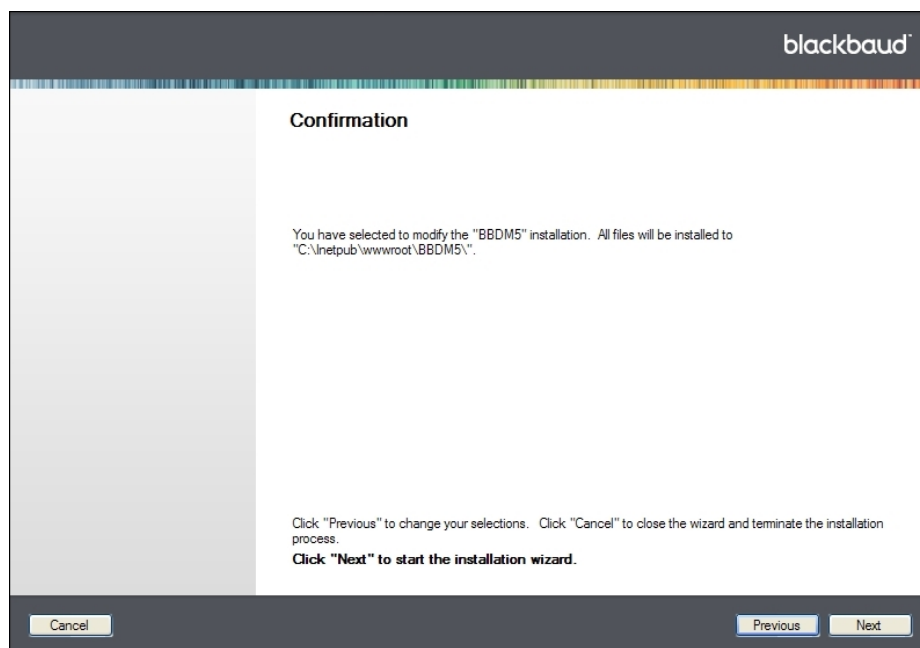 blackbaud
Confirmation
You have selected to modify the "BBDM5" installation.  All files will be installed to
"C:\Inetpub\wwwroot\BBDM5\".
Click "Previous" to change your selections.  Click "Cancel" to close the wizard and terminate the installation
process.
Click "Next" to start the installation wizard.
Cancel
Previous
Next